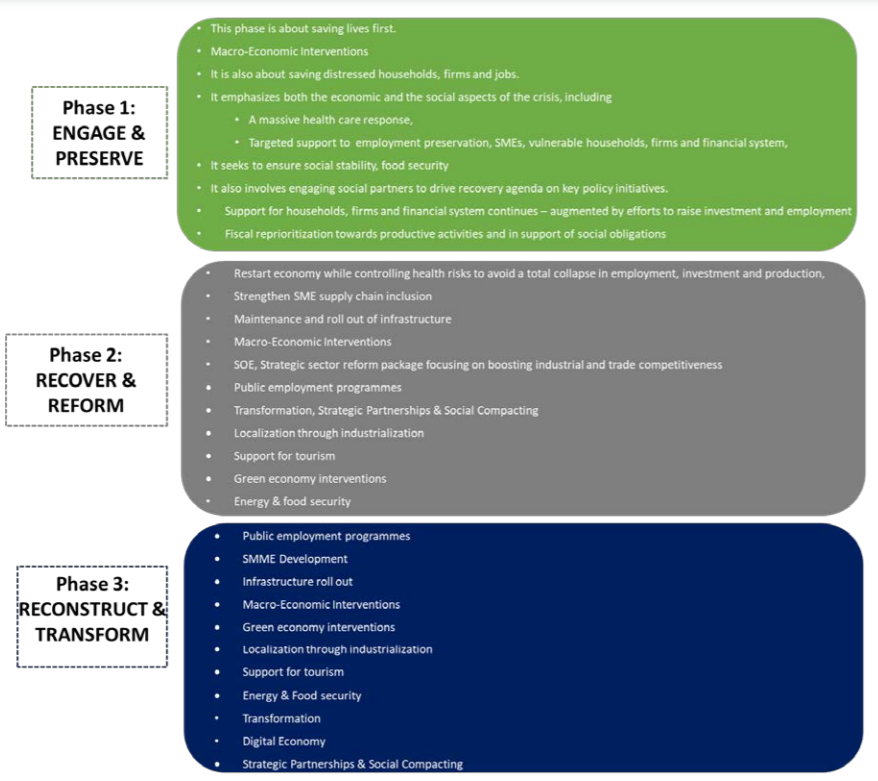 Phase 1:
ENGAGE &
PRESERVE
• This phase is about saving lives first.
• Macro-Economic Interventions
• It is also about saving distressed households, firms and jobs.
• It emphasizes both the economic and the social aspects of the crisis, including
• A massive health care response,
• Targeted support to employment preservation, SMEs, vulnerable households, firms and financial system,
• It seeks to ensure social stability, food security
• It also involves engaging social partners to drive recovery agenda on key policy initiatives.
• Support for households, firms and financial system continues – augmented by efforts to raise investment and employment
• Fiscal reprioritization towards productive activities and in support of social obligations
Phase 2:
RECOVER &
REFORM
• Restart economy while controlling health risks to avoid a total collapse in employment, investment and production,
• Strengthen SME supply chain inclusion
• Maintenance and roll out of infrastructure
• Macro-Economic Interventions
• SOE, Strategic sector reform package focusing on boosting industrial and trade competitiveness
• Public employment programmes
• Transformation, Strategic Partnerships & Social Compacting
• Localization through industrialization
• Support for tourism
• Green economy interventions
• Energy & food security
Phase 3:
RECONSTRUCT &
TRANSFORM
• Public employment programmes
• SMME Development
• Infrastructure roll out
• Macro-Economic Interventions
• Green economy interventions
• Localization through industrialization
• Support for tourism
• Energy & Food security
• Transformation
• Digital Economy
• Strategic Partnerships & Social Compacting